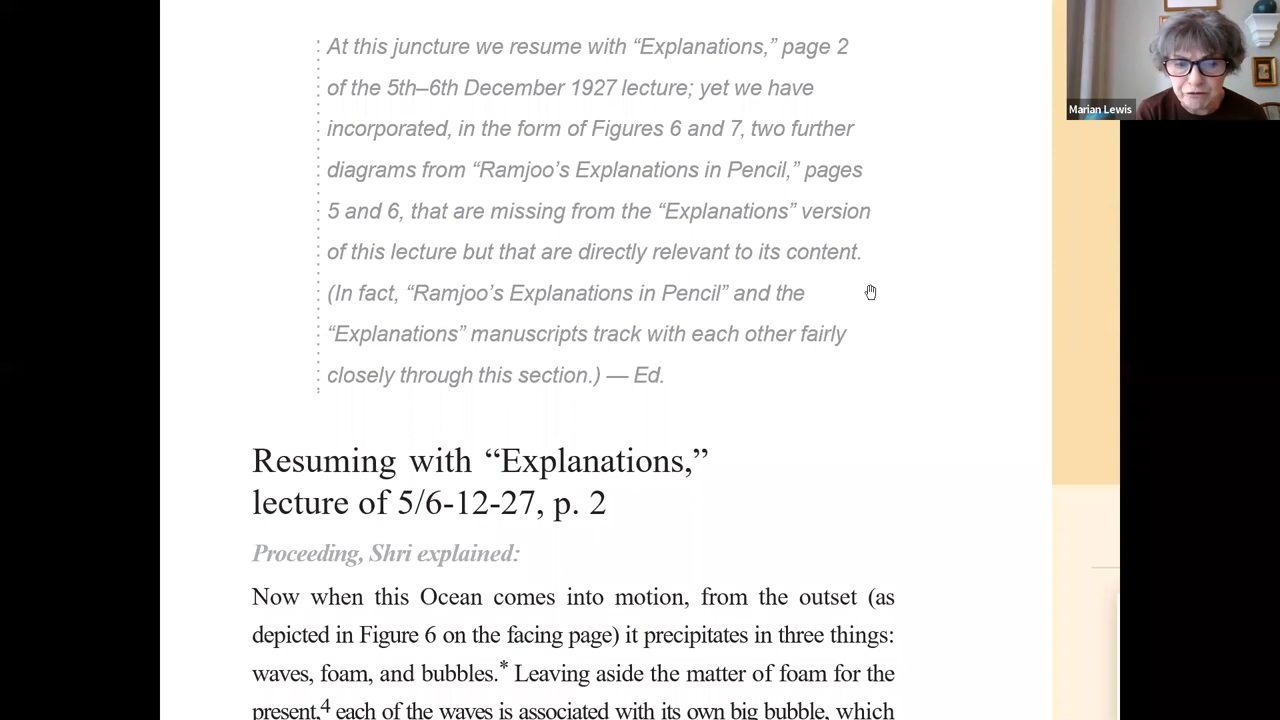 At this juncture we resume with “Explanations,” page 2
of the 5th–6th December 1927 lecture; yet we have
incorporated, in the form of Figures 6 and 7, two further
diagrams from “Ramjoo’s Explanations in Pencil,” pages
5 and 6, that are missing from the “Explanations” version
of this lecture but that are directly relevant to its content.
(In fact, “Ramjoo’s Explanations in Pencil” and the
“Explanations” manuscripts track with each other fairly
closely through this section.) — Ed.
Marian Lewis
Resuming with “Explanations,”
lecture of 5/6-12-27, p. 2
Proceeding, Shri explained:
Now when this Ocean comes into motion, from the outset (as
depicted in Figure 6 on the facing page) it precipitates in three things:
waves, foam, and bubbles.* Leaving aside the matter of foam for the
present,4 each of the waves is associated with its own big bubble, which